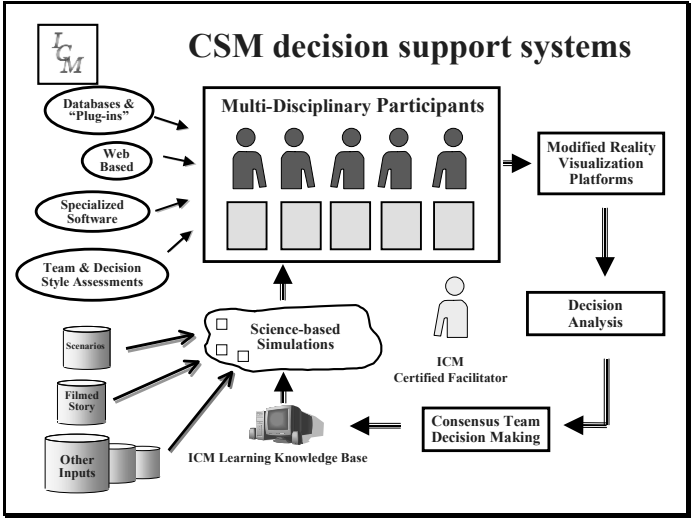 ICM
CSM decision support systems
Databases &
“Plug-ins”
Web
Based
Specialized
Software
Team & Decision
Style Assessments
Multi-Disciplinary Participants
Modified Reality
Visualization
Platforms
Decision
Analysis
Consensus Team
Decision Making
ICM
Certified Facilitator
Science-based
Simulations
Scenarios
Filmed
Story
Other
Inputs
ICM Learning Knowledge Base